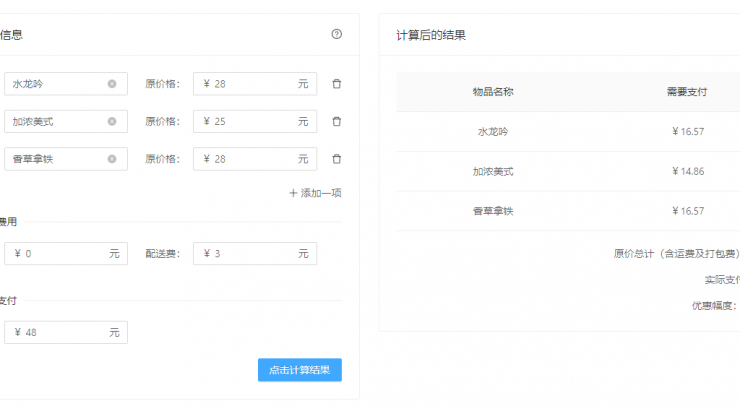 信息
水龙吟 原价格： ￥ 28 元
加浓美式 原价格： ￥ 25 元
香草拿铁 原价格： ￥ 28 元
+ 添加一项
费用
￥ 0 元 配送费： ￥ 3 元
支付
￥ 48 元
点击计算结果
计算后的结果
物品名称 需要支付
水龙吟 ￥16.57
加浓美式 ￥14.86
香草拿铁 ￥16.57
原价总计（含运费及打包费）
实际支付
优惠幅度：